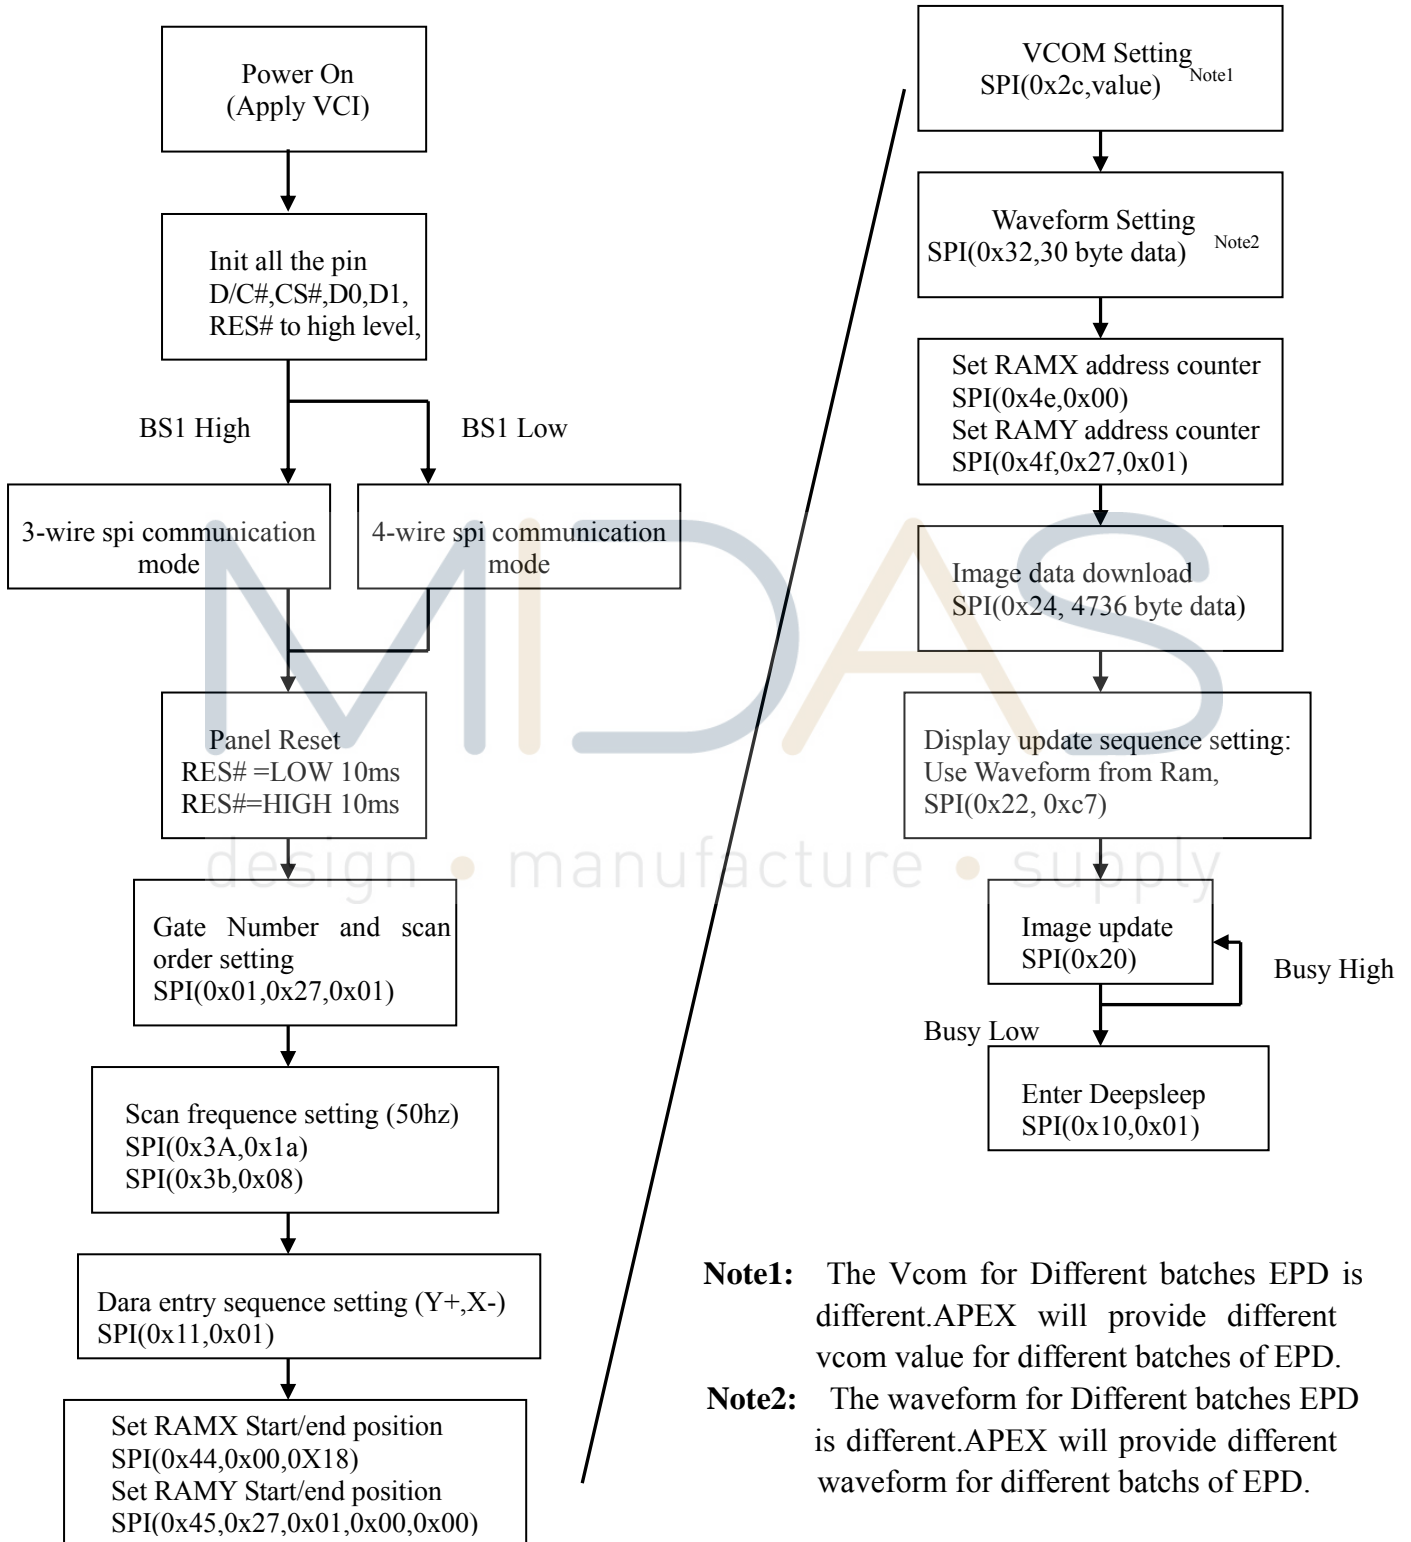 Power On
(Apply VCI)
Init all the pin
D/C#,CS#,D0,D1,
RES# to high level,
BS1 High
BS1 Low
3-wire spi communication
mode
4-wire spi communication
mode
Panel Reset
RES# =LOW 10ms
RES#=HIGH 10ms
Gate Number and scan
order setting
SPI(0x01,0x27,0x01)
Scan frequence setting (50hz)
SPI(0x3A,0x1a)
SPI(0x3b,0x08)
Dara entry sequence setting (Y+,X-)
SPI(0x11,0x01)
Set RAMX Start/end position
SPI(0x44,0x00,0X18)
Set RAMY Start/end position
SPI(0x45,0x27,0x01,0x00,0x00)
VCOM Setting
SPI(0x2c,value) Note1
Waveform Setting
SPI(0x32,30 byte data) Note2
Set RAMX address counter
SPI(0x4e,0x00)
Set RAMY address counter
SPI(0x4f,0x27,0x01)
Image data download
SPI(0x24, 4736 byte data)
Display update sequence setting:
Use Waveform from Ram,
SPI(0x22, 0xc7)
Image update
SPI(0x20)
Busy High
Busy Low
Enter Deepsleep
SPI(0x10,0x01)
Note1: The Vcom for Different batches EPD is
different.APEX will provide different
vcom value for different batches of EPD.
Note2: The waveform for Different batches EPD
is different.APEX will provide different
waveform for different batchs of EPD.
MIDAS
design • manufacture • supply